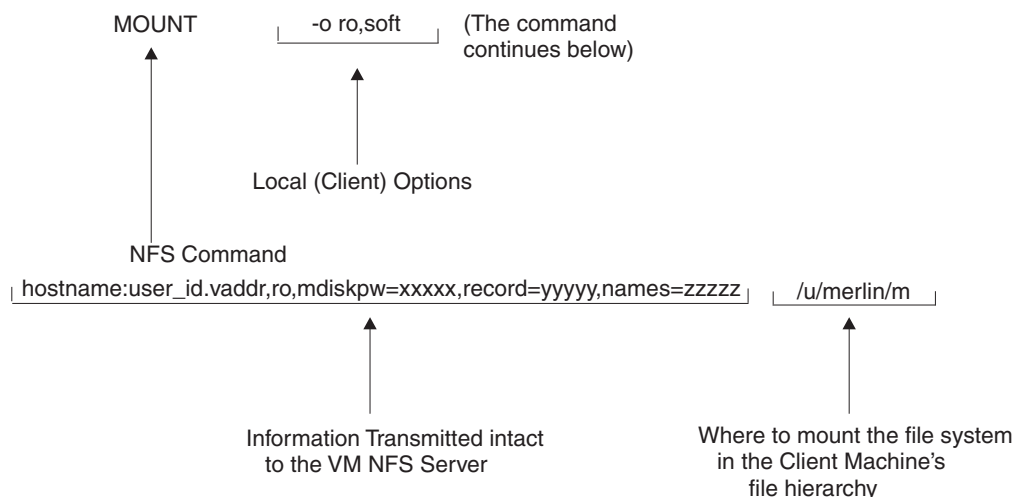 MOUNT -o ro,soft (The command
continues below)
Local (Client) Options
NFS Command
hostname:user_id.vaddr,ro,mdiskpw=xxxxx,record=yyyyy,names=zzzzz /u/merlin/m
Information Transmitted intact
to the VM NFS Server
Where to mount the file system
in the Client Machine's
file hierarchy